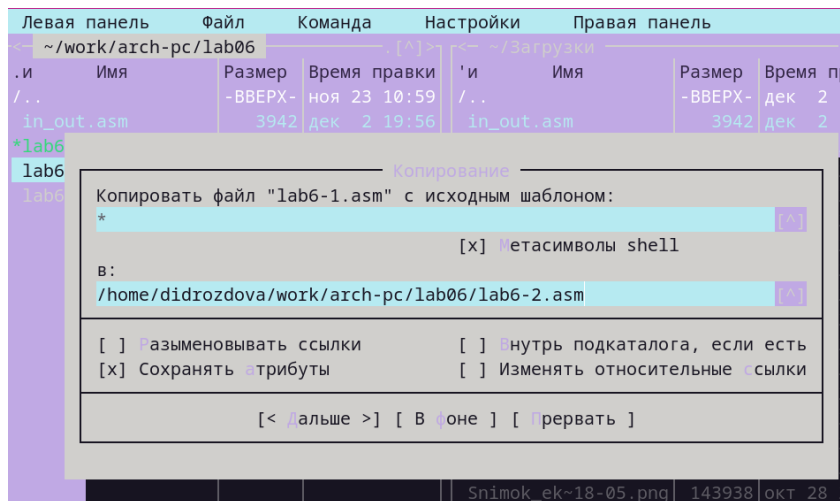 Левая панель Файл Команда Настройки Правая панель
<— ~/work/arch-pc/lab06 .[^]> <— ~/Загрузки
.и Имя Размер Время правки 'и Имя Размер Время
/.. -ВВЕРХ- ноя 23 10:59 /.. -ВВЕРХ- дек 2
in_out.asm 3942 дек 2 19:56 in_out.asm 3942 дек 2
*lab6
lab6
lab6
Копирование
Копировать файл "lab6-1.asm" с исходным шаблоном:
* [^]
[x] Метасимволы shell
в:
/home/didrozdova/work/arch-pc/lab06/lab6-2.asm [^]
[ ] Разыменовывать ссылки [ ] Внутрь подкаталога, если есть
[x] Сохранять атрибуты [ ] Изменять относительные ссылки
[< Дальше >] [ В фоне ] [ Прервать ]
Snimok_ek~18-05.png 143938 окт 28